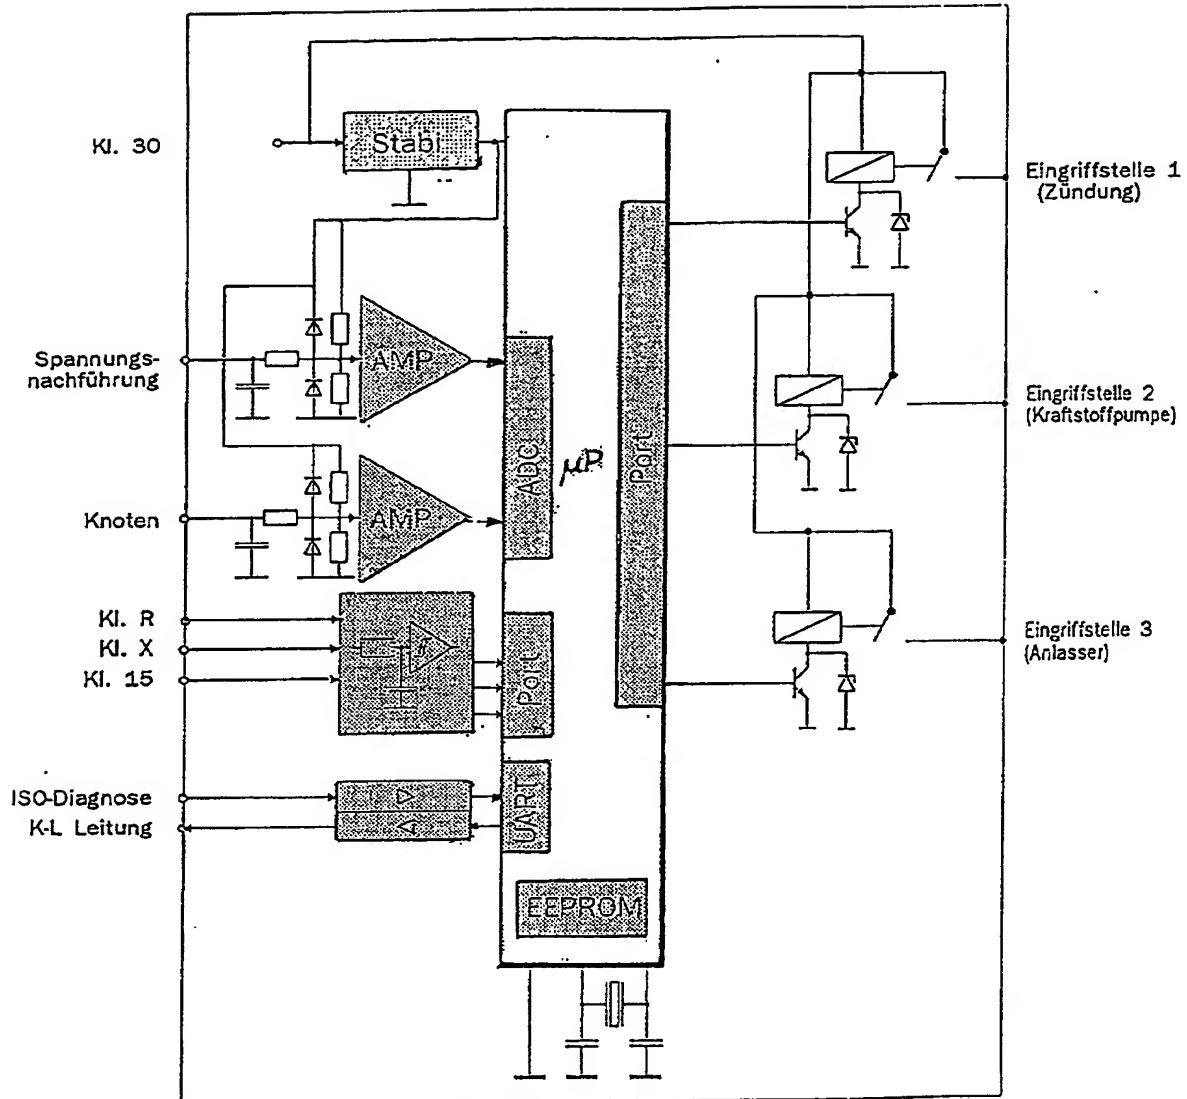 Kl. 30
Stabi
Eingriffstelle 1
(Zündung)
Spannungs-
nachführung
AMP
ADC
µP
Port
Eingriffstelle 2
(Kraftstoffpumpe)
Knoten
AMP
Kl. R
Kl. X
Kl. 15
Port
Eingriffstelle 3
(Anlasser)
ISO-Diagnose
K-L Leitung
UART
EEPROM